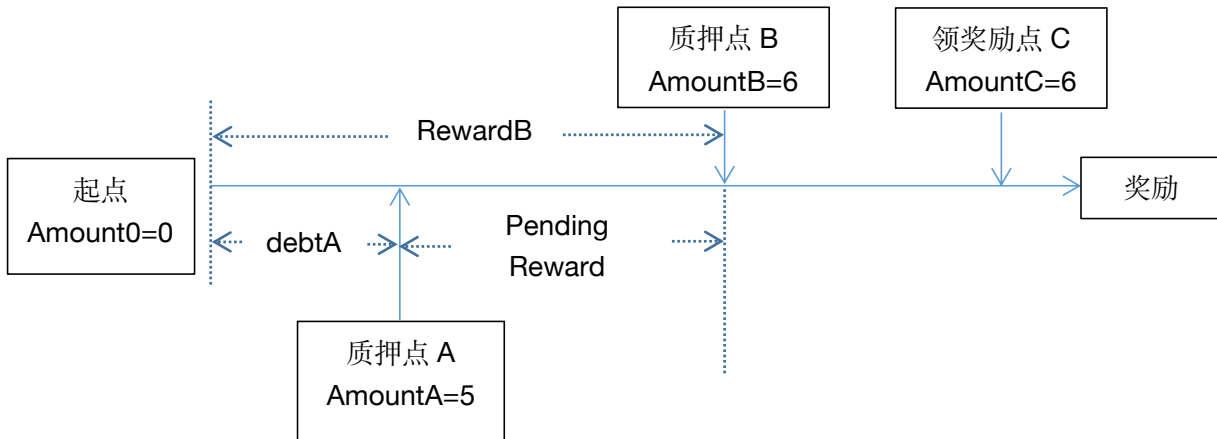 质押点 B
AmountB=6
领奖励点 C
AmountC=6
RewardB
起点
Amount0=0
奖励
debtA
Pending
Reward
质押点 A
AmountA=5